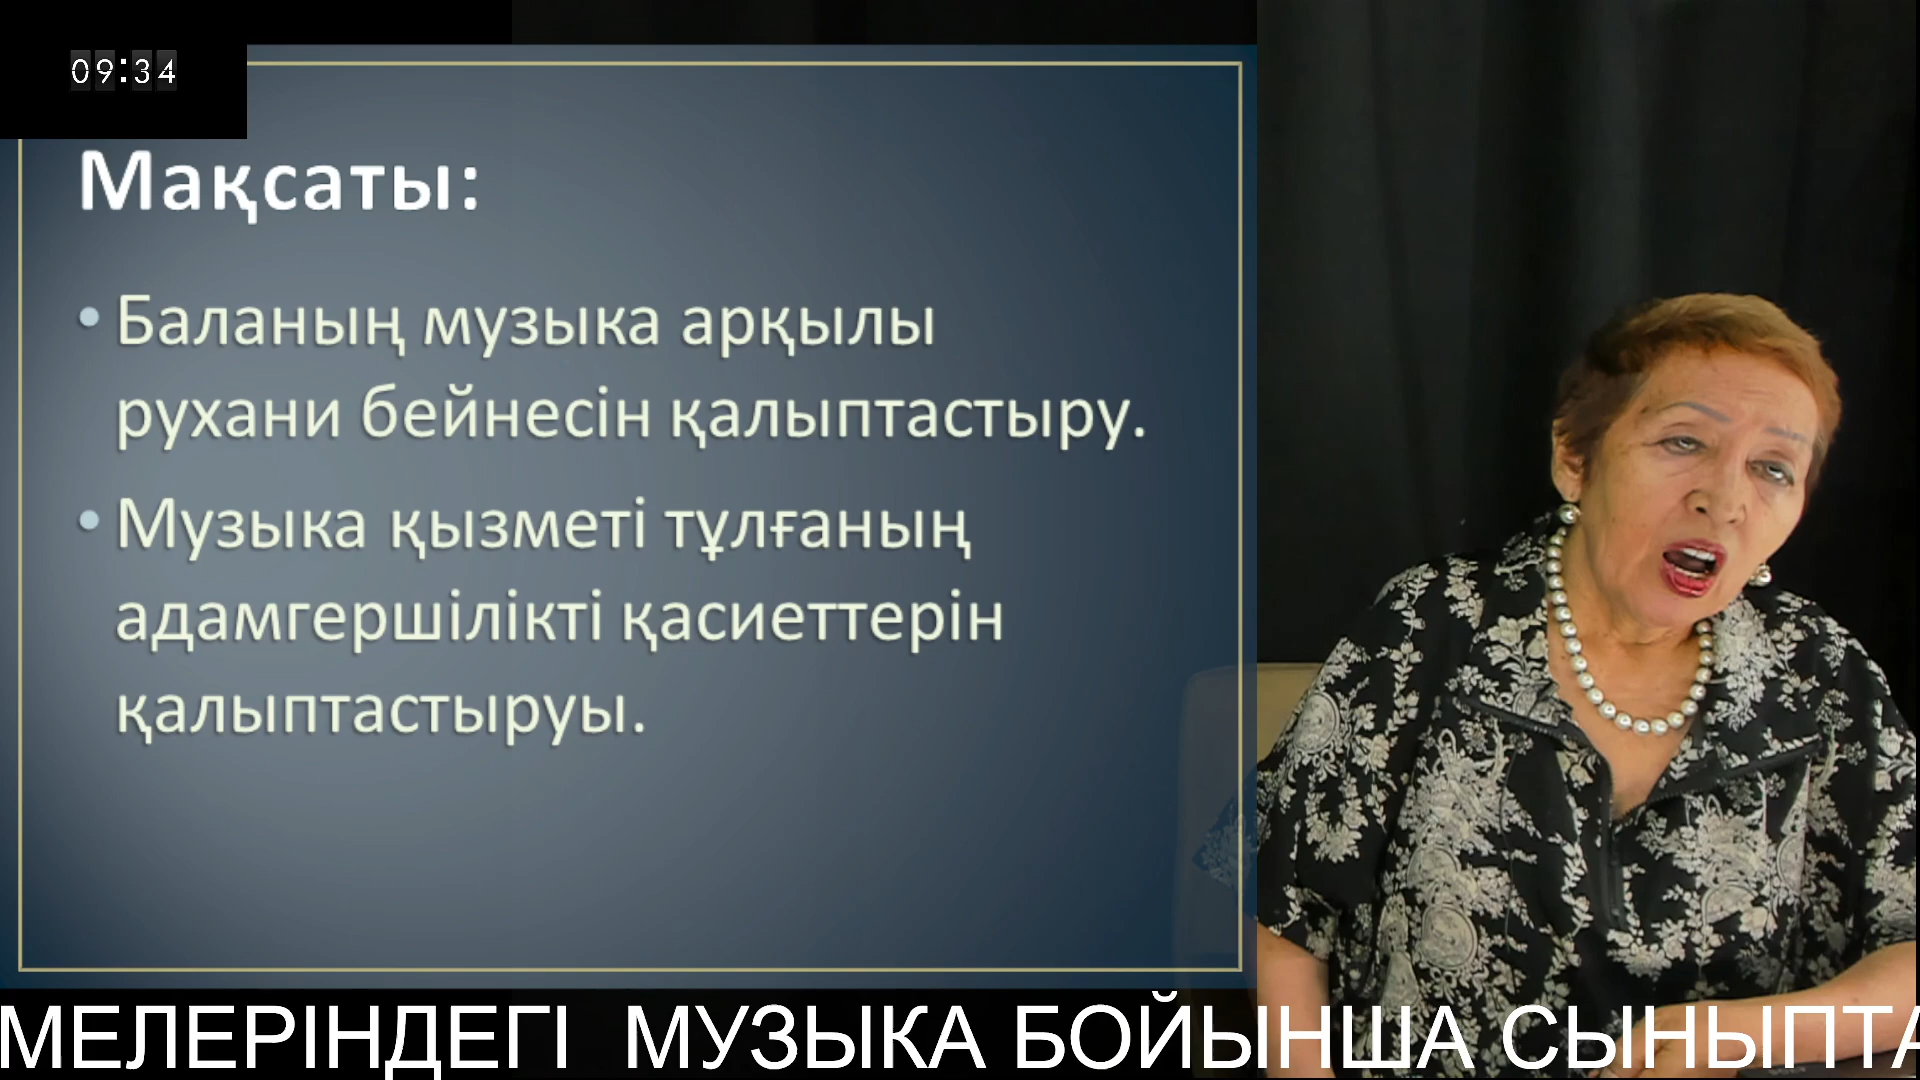 09:34
Мақсаты:
• Баланың музыка арқылы
рухани бейнесін қалыптастыру.
• Музыка қызметі тұлғаның
адамгершілікті қасиеттерін
қалыптастыруы.
МЕЛЕРІНДЕГІ МУЗЫКА БОЙЫНША СЫНЫПТА